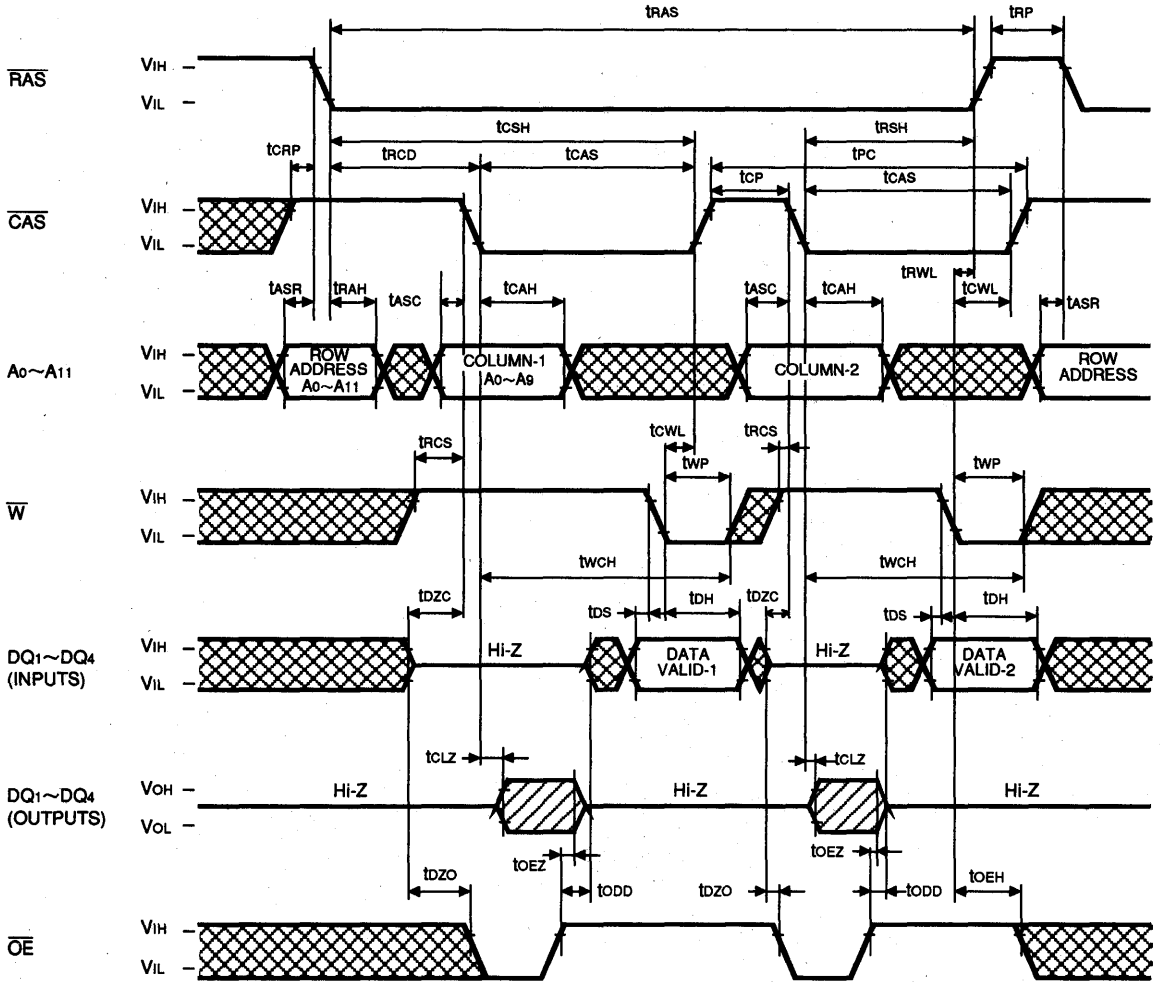 tRAS tRP
RAS VIH
VIL
tCSH tRSH
tCRP tRCD tCAS tPC
tCP tCAS
CAS VIH
VIL
tRWL
tASR tRAH tASC tCAH tASC tCAH tCWL tASR
A0~A11 VIH
VIL
ROW ADDRESS A0~A11
COLUMN-1 A0~A9
COLUMN-2
ROW ADDRESS
tRCS tCWL tRCS
tWP tWP
W VIH
VIL
tWCH tWCH
tDZC tDS tDH tDZC tDS tDH
DQ1~DQ4 (INPUTS) VIH
VIL
Hi-Z
DATA VALID-1
Hi-Z
DATA VALID-2
tCLZ tCLZ
DQ1~DQ4 (OUTPUTS) VOH
VOL
Hi-Z Hi-Z Hi-Z
tOEZ tOEZ
tDZO tODD tDZO tODD tOEH
OE VIH
VIL